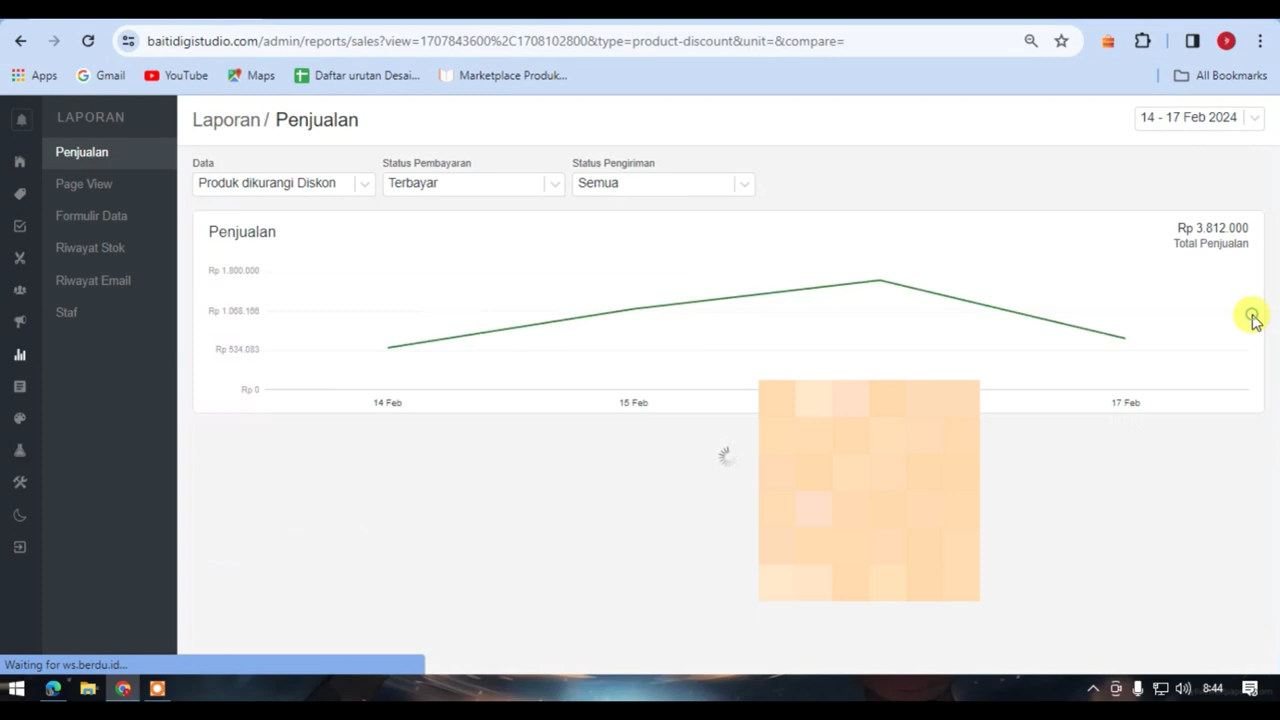 baitidigistudio.com/admin/reports/sales?view=1707843600%2C1708102800&type=product-discount&unit=&compare=
Apps
Gmail
YouTube
Maps
Daftar urutan Desai...
Marketplace Produk...
All Bookmarks
LAPORAN
Penjualan
Page View
Formulir Data
Riwayat Stok
Riwayat Email
Staf
Laporan / Penjualan
14 - 17 Feb 2024
Data
Produk dikurangi Diskon
Status Pembayaran
Terbayar
Status Pengiriman
Semua
Penjualan
Rp 3.812.000
Total Penjualan
Rp 1.800.000
Rp 1.068.166
Rp 534.083
Rp 0
14 Feb
15 Feb
17 Feb
Waiting for ws.berdu.id...
8:44